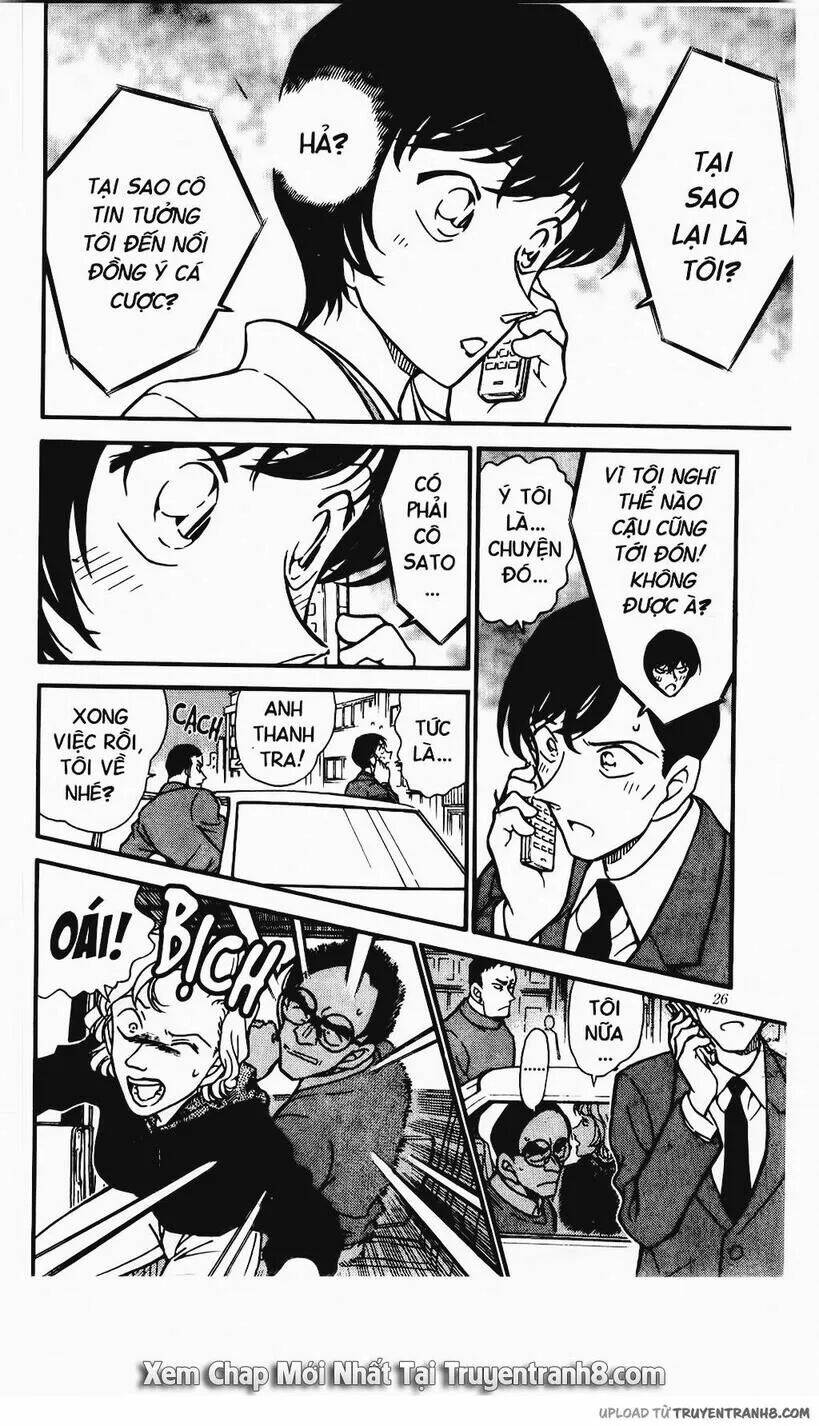 TẠI
SAO
LẠI LÀ
TÔI?
HẢ?
TẠI SAO CÔ
TIN TƯỞNG
TÔI ĐẾN NỖI
ĐỒNG Ý CÁ
CƯỢC?
VÌ TÔI NGHĨ
THẾ NÀO
CẬU CŨNG
TỚI ĐÓN!
KHÔNG
ĐƯỢC À?
Ý TÔI
LÀ...
CHUYỆN
ĐÓ...
CÓ
PHẢI
CÔ
SATO
...
TỨC
LÀ...
ANH
THANH
TRA!
CẠCH
XONG
VIỆC RỒI,
TÔI VỀ
NHÉ?
26
TÔI
NỮA
...
.......
BỊCH
OÁI!
Xem Chap Mới Nhất Tại Truyentranh8.com
UPLOAD TỪ TRUYENTRANH8.COM